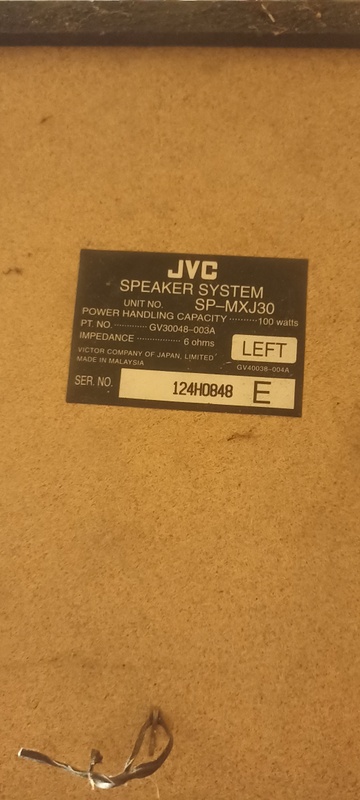 JVC
SPEAKER SYSTEM
UNIT NO. SP-MXJ30
POWER HANDLING CAPACITY ·········· 100 watts
PT. NO. ············ GV30048-003A
IMPEDANCE ················ 6 ohms
LEFT
VICTOR COMPANY OF JAPAN, LIMITED
MADE IN MALAYSIA
GV40038-004A
SER. NO. 124H0848 E